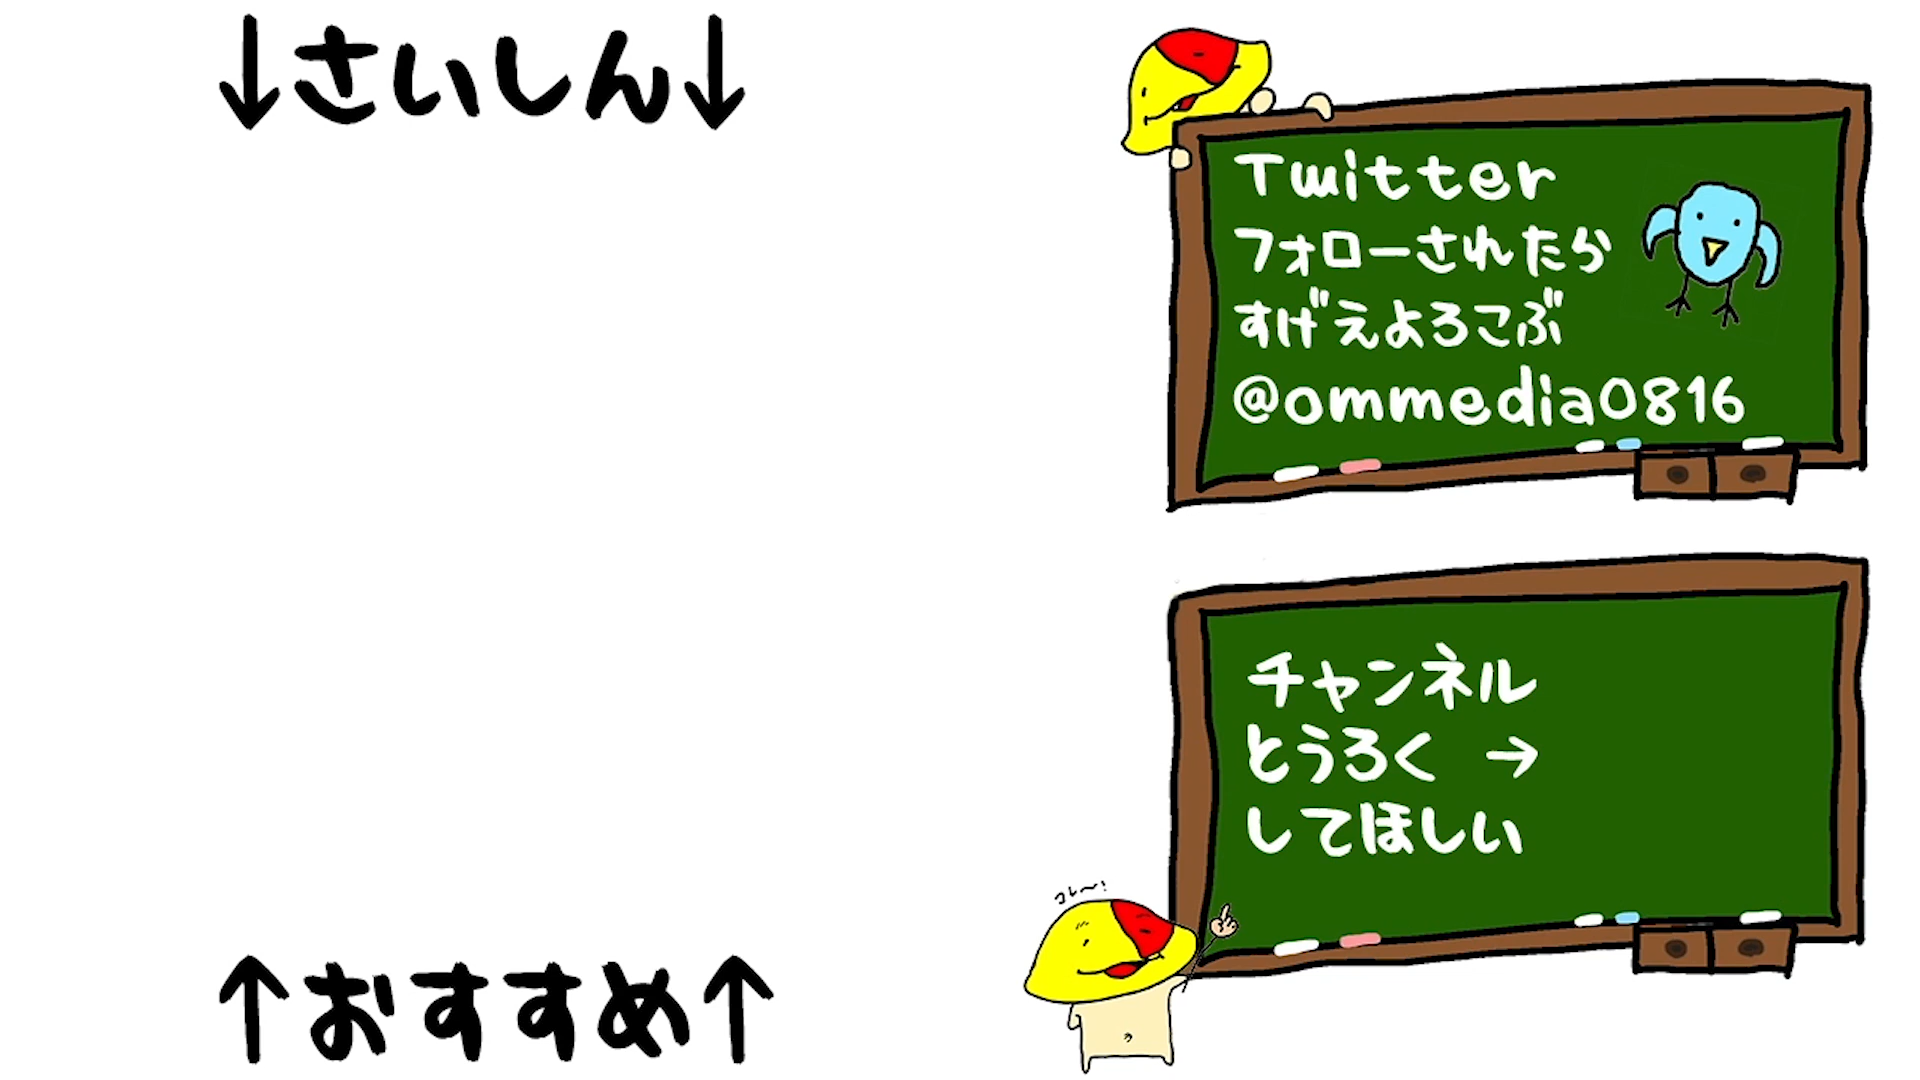 ↓さいしん↓
Twitter
フォローされたら
すげえよろこぶ
@ommedia0816
チャンネル
とうろく →
してほしい
コレ〜!
↑おすすめ↑